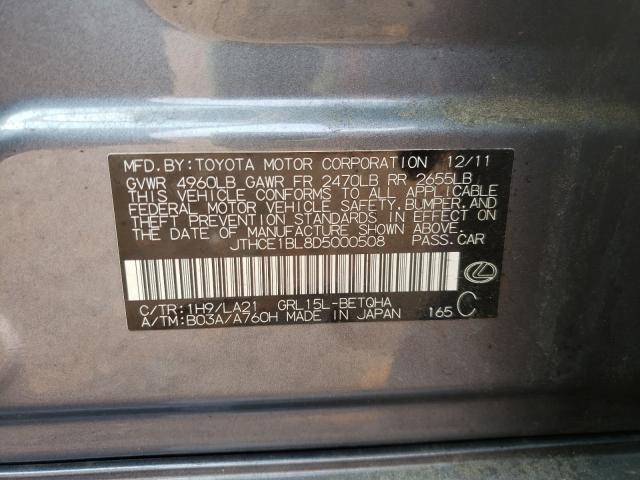 MFD. BY: TOYOTA MOTOR CORPORATION 12/11
GVWR 4960LB GAWR FR 2470LB RR 2655LB
THIS VEHICLE CONFORMS TO ALL APPLICABLE
FEDERAL MOTOR VEHICLE SAFETY, BUMPER, AND
THEFT PREVENTION STANDARDS IN EFFECT ON
THE DATE OF MANUFACTURE SHOWN ABOVE.
JTHCE1BL8D5000508 PASS. CAR
C/TR: 1H9/LA21 GRL15L-BETQHA
A/TM: B03A/A760H MADE IN JAPAN 165 C